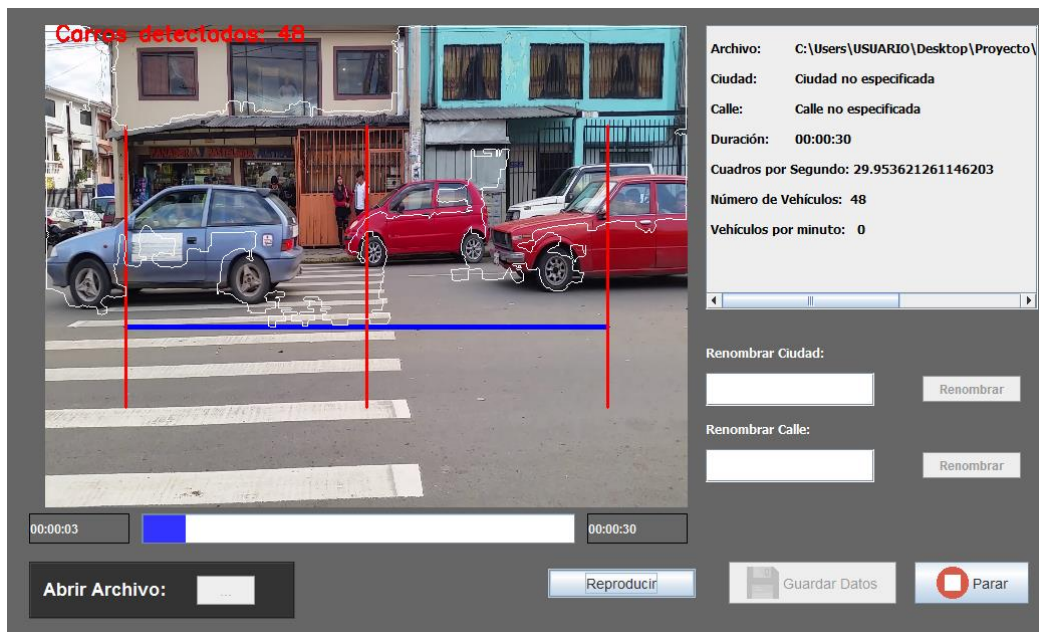 Carros detectados: 48
Archivo: C:\Users\USUARIO\Desktop\Proyecto\
Ciudad: Ciudad no especificada
Calle: Calle no especificada
Duración: 00:00:30
Cuadros por Segundo: 29.953621261146203
Número de Vehículos: 48
Vehículos por minuto: 0
Renombrar Ciudad:
Renombrar
Renombrar Calle:
Renombrar
00:00:03
00:00:30
Abrir Archivo:
...
Reproducir
Guardar Datos
Parar